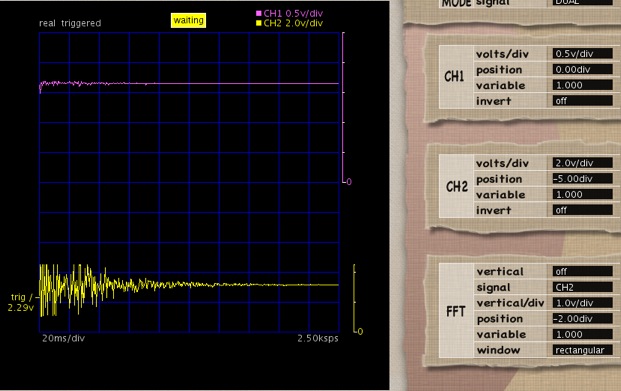 real triggered
waiting
CH1 0.5v/div
CH2 2.0v/div
0
trig /
2.29v
0
20ms/div
2.50ksps
MODE signal DUAL
CH1
volts/div 0.5v/div
position 0.00div
variable 1.000
invert off
CH2
volts/div 2.0v/div
position -5.00div
variable 1.000
invert off
FFT
vertical off
signal CH2
vertical/div 1.0v/div
position -2.00div
variable 1.000
window rectangular